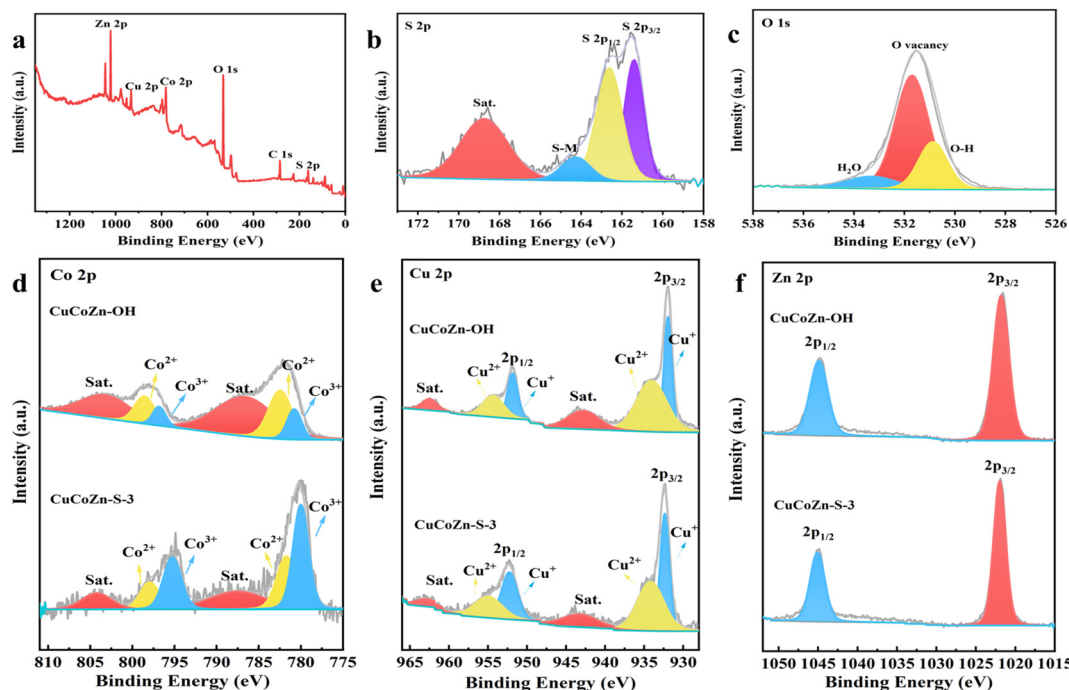 a
Zn 2p
Cu 2p
Co 2p
O 1s
C 1s
S 2p
Intensity (a.u.)
1200 1000 800 600 400 200 0
Binding Energy (eV)
b
S 2p
S 2p1/2
S 2p3/2
Sat.
S-M
Intensity (a.u.)
170 168 166 164 162 160 158
Binding Energy (eV)
c
O 1s
O vacancy
O-H
H2O
Intensity (a.u.)
538 536 534 532 530 528 526
Binding Energy (eV)
d
Co 2p
CuCoZn-OH
Sat.
Co2+
Co3+
Sat.
Co2+
Co3+
CuCoZn-S-3
Sat.
Co2+
Co3+
Sat.
Co2+
Co3+
Intensity (a.u.)
810 805 800 795 790 785 780 775
Binding Energy (eV)
e
Cu 2p
CuCoZn-OH
Sat.
Cu2+
2p1/2
Cu+
Sat.
Cu2+
2p3/2
Cu+
CuCoZn-S-3
Sat.
Cu2+
2p1/2
Cu+
Sat.
Cu2+
2p3/2
Cu+
Intensity (a.u.)
965 960 955 950 945 940 935 930
Binding Energy (eV)
f
Zn 2p
CuCoZn-OH
2p1/2
2p3/2
CuCoZn-S-3
2p1/2
2p3/2
Intensity (a.u.)
1050 1045 1040 1035 1030 1025 1020 1015
Binding Energy (eV)